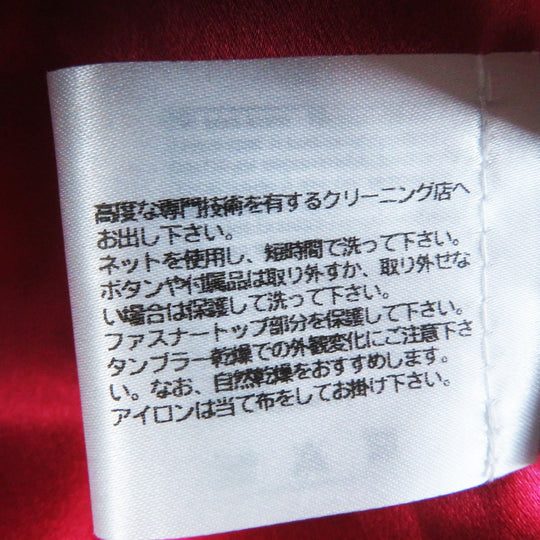 高度な専門技術を有するクリーニング店へ
お出し下さい。
ネットを使用し、短時間で洗って下さい。
ボタンや付属品は取り外すか、取り外せな
い場合は保護して洗って下さい。
ファスナートップ部分を保護して下さい。
タンブラー乾燥での外観変化にご注意下さ
い。なお、自然乾燥をおすすめします。
アイロンは当て布をしてお掛け下さい。